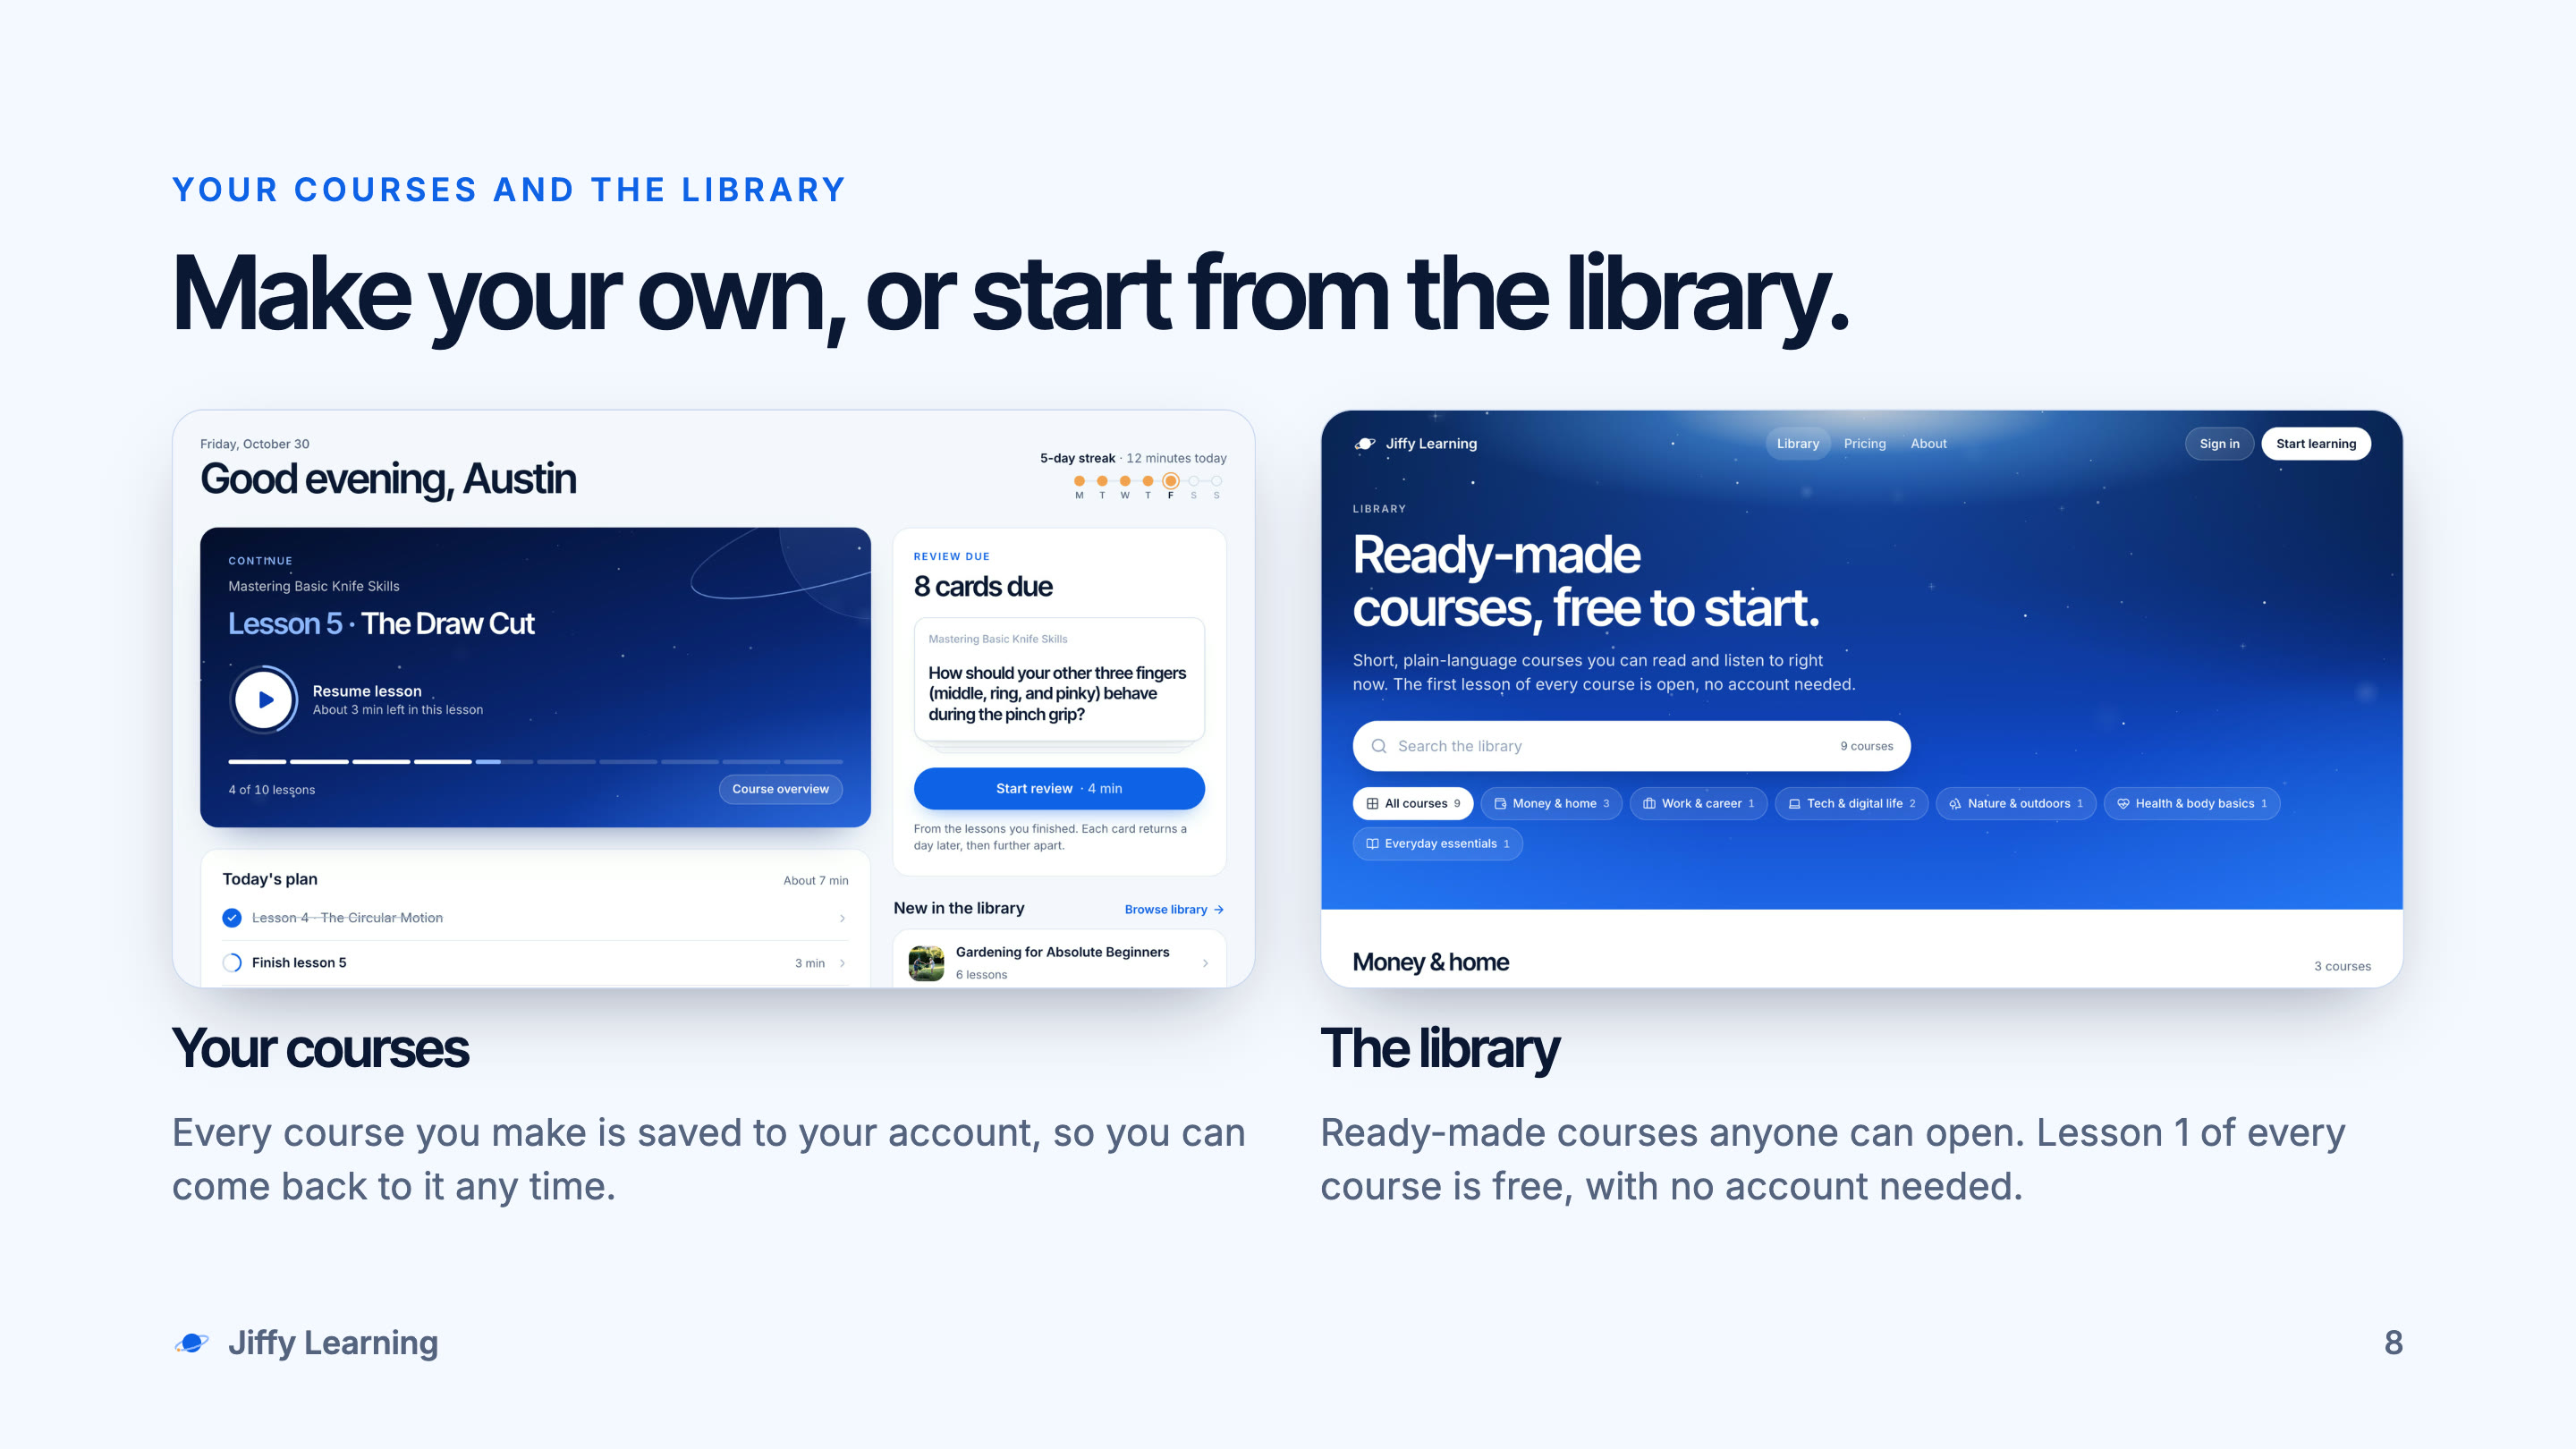 YOUR COURSES AND THE LIBRARY
Make your own, or start from the library.
Friday, October 30
Good evening, Austin
5-day streak · 12 minutes today
M T W T F S S
CONTINUE
Mastering Basic Knife Skills
Lesson 5 · The Draw Cut
Resume lesson
About 3 min left in this lesson
4 of 10 lessons
Course overview
REVIEW DUE
8 cards due
Mastering Basic Knife Skills
How should your other three fingers
(middle, ring, and pinky) behave
during the pinch grip?
Start review · 4 min
From the lessons you finished. Each card returns a
day later, then further apart.
Today's plan
About 7 min
Lesson 4 · The Circular Motion
Finish lesson 5
3 min
New in the library
Browse library →
Gardening for Absolute Beginners
6 lessons
Jiffy Learning
Library
Pricing
About
Sign in
Start learning
LIBRARY
Ready-made
courses, free to start.
Short, plain-language courses you can read and listen to right
now. The first lesson of every course is open, no account needed.
Search the library
9 courses
All courses 9
Money & home 3
Work & career 1
Tech & digital life 2
Nature & outdoors 1
Health & body basics 1
Everyday essentials 1
Money & home
3 courses
Your courses
Every course you make is saved to your account, so you can
come back to it any time.
The library
Ready-made courses anyone can open. Lesson 1 of every
course is free, with no account needed.
Jiffy Learning
8